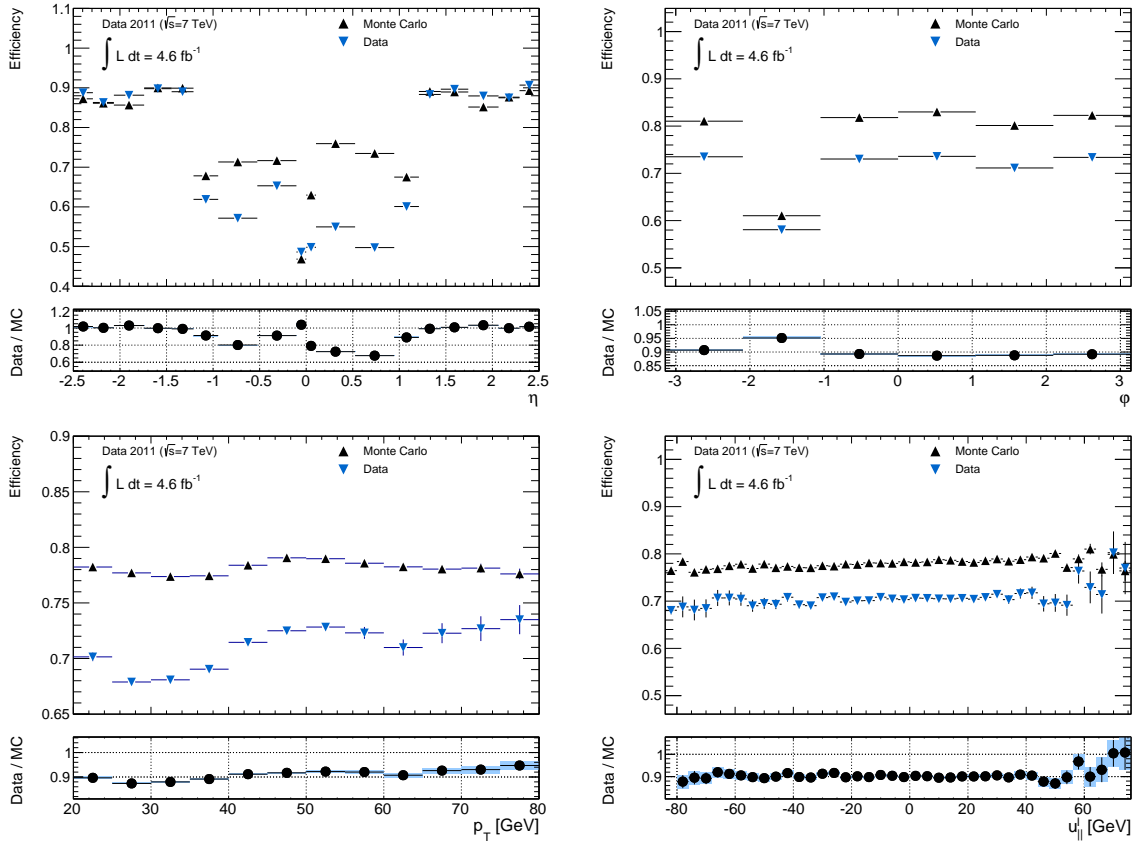 Efficiency
1.1
1
0.9
0.8
0.7
0.6
0.5
0.4
Data 2011 (√s=7 TeV)
∫ L dt = 4.6 fb⁻¹
Monte Carlo
Data
Data / MC
1.2
1
0.8
0.6
-2.5 -2 -1.5 -1 -0.5 0 0.5 1 1.5 2 2.5
η
Efficiency
1
0.9
0.8
0.7
0.6
0.5
Data 2011 (√s=7 TeV)
∫ L dt = 4.6 fb⁻¹
Monte Carlo
Data
Data / MC
1.05
1
0.95
0.9
0.85
-3 -2 -1 0 1 2 3
φ
Efficiency
0.9
0.85
0.8
0.75
0.7
0.65
Data 2011 (√s=7 TeV)
∫ L dt = 4.6 fb⁻¹
Monte Carlo
Data
Data / MC
1
0.9
20 30 40 50 60 70 80
p_T [GeV]
Efficiency
1
0.9
0.8
0.7
0.6
0.5
Data 2011 (√s=7 TeV)
∫ L dt = 4.6 fb⁻¹
Monte Carlo
Data
Data / MC
1
0.9
-80 -60 -40 -20 0 20 40 60
u_||^l [GeV]